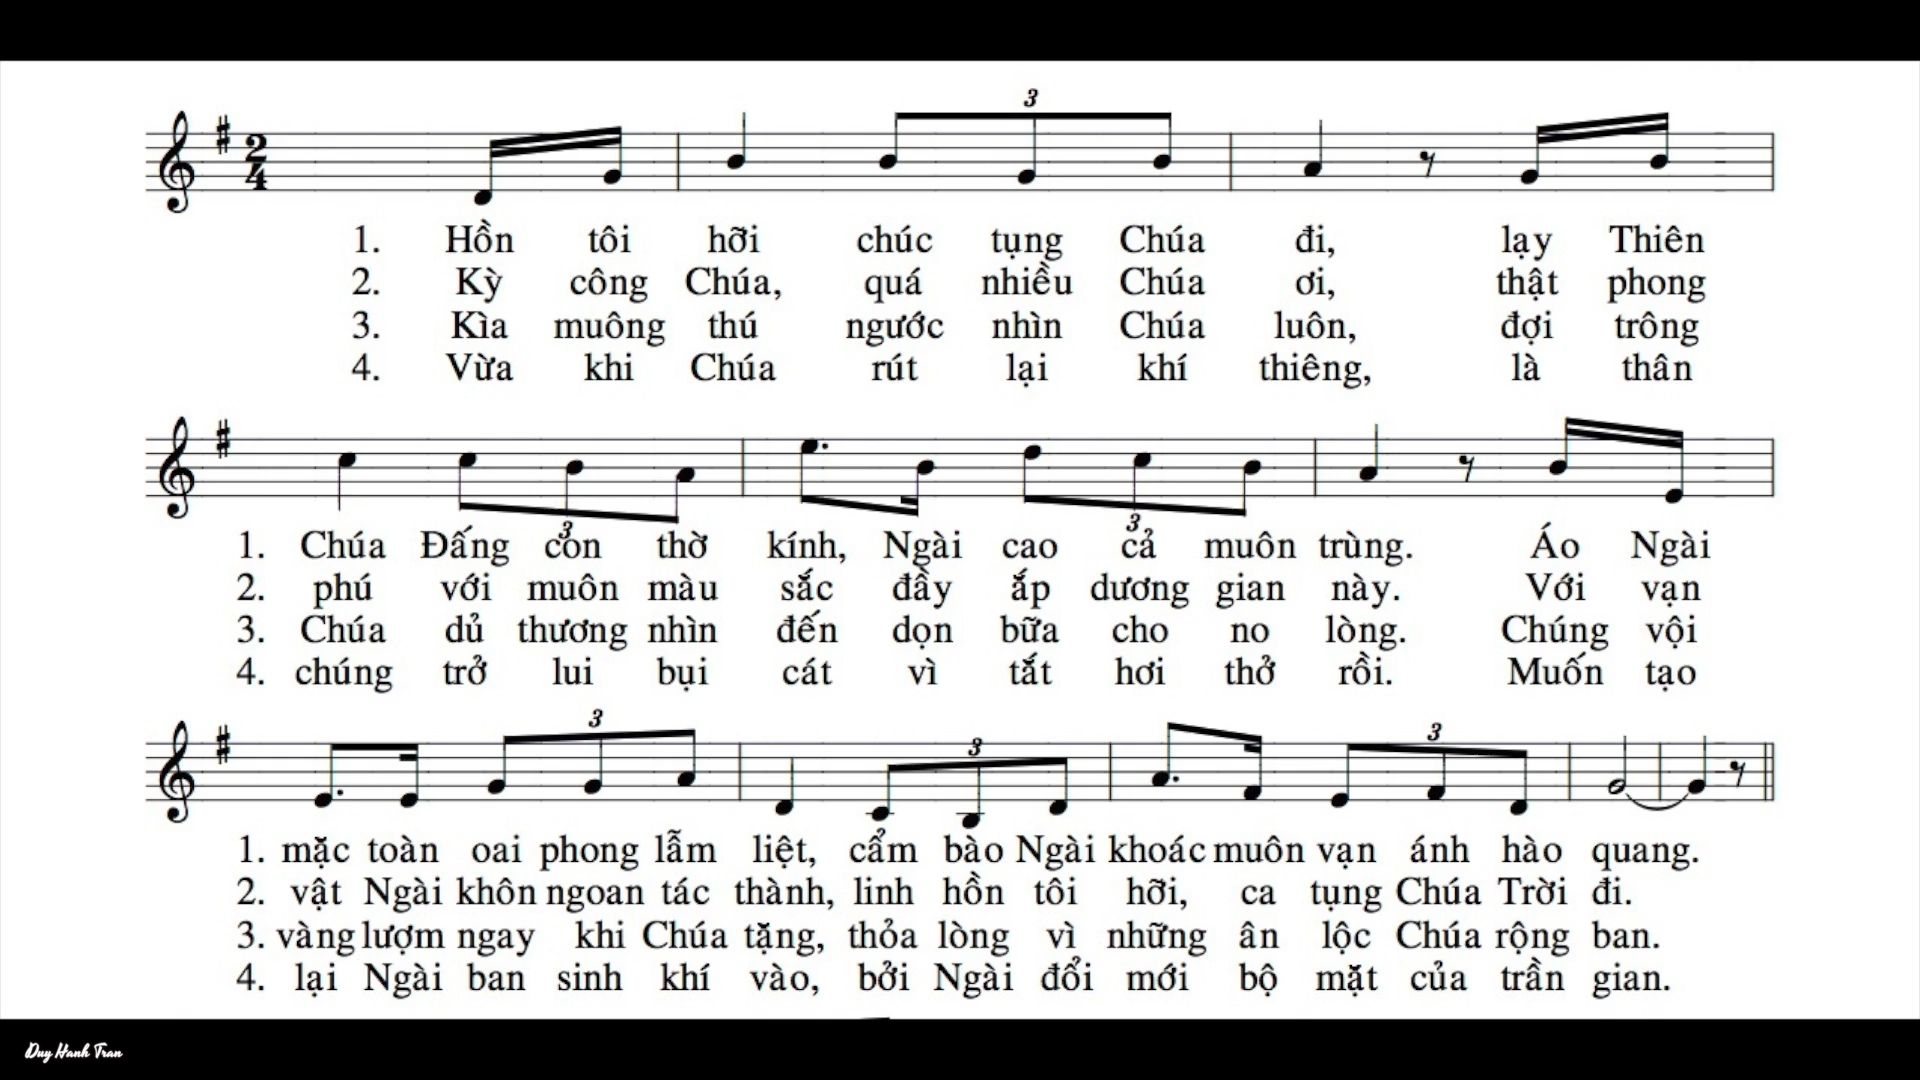 3
2
4
1. Hồn tôi hỡi chúc tụng Chúa đi, lạy Thiên
2. Kỳ công Chúa, quá nhiều Chúa ơi, thật phong
3. Kìa muông thú ngước nhìn Chúa luôn, đợi trông
4. Vừa khi Chúa rút lại khí thiêng, là thân
3 3
1. Chúa Đấng con thờ kính, Ngài cao cả muôn trùng. Áo Ngài
2. phú với muôn màu sắc đầy ắp dương gian này. Với vạn
3. Chúa dủ thương nhìn đến dọn bữa cho no lòng. Chúng vội
4. chúng trở lui bụi cát vì tắt hơi thở rồi. Muốn tạo
3 3 3
1. mặc toàn oai phong lẫm liệt, cẩm bào Ngài khoác muôn vạn ánh hào quang.
2. vật Ngài khôn ngoan tác thành, linh hồn tôi hỡi, ca tụng Chúa Trời đi.
3. vàng lượm ngay khi Chúa tặng, thỏa lòng vì những ân lộc Chúa rộng ban.
4. lại Ngài ban sinh khí vào, bởi Ngài đổi mới bộ mặt của trần gian.
Duy Hanh Tran